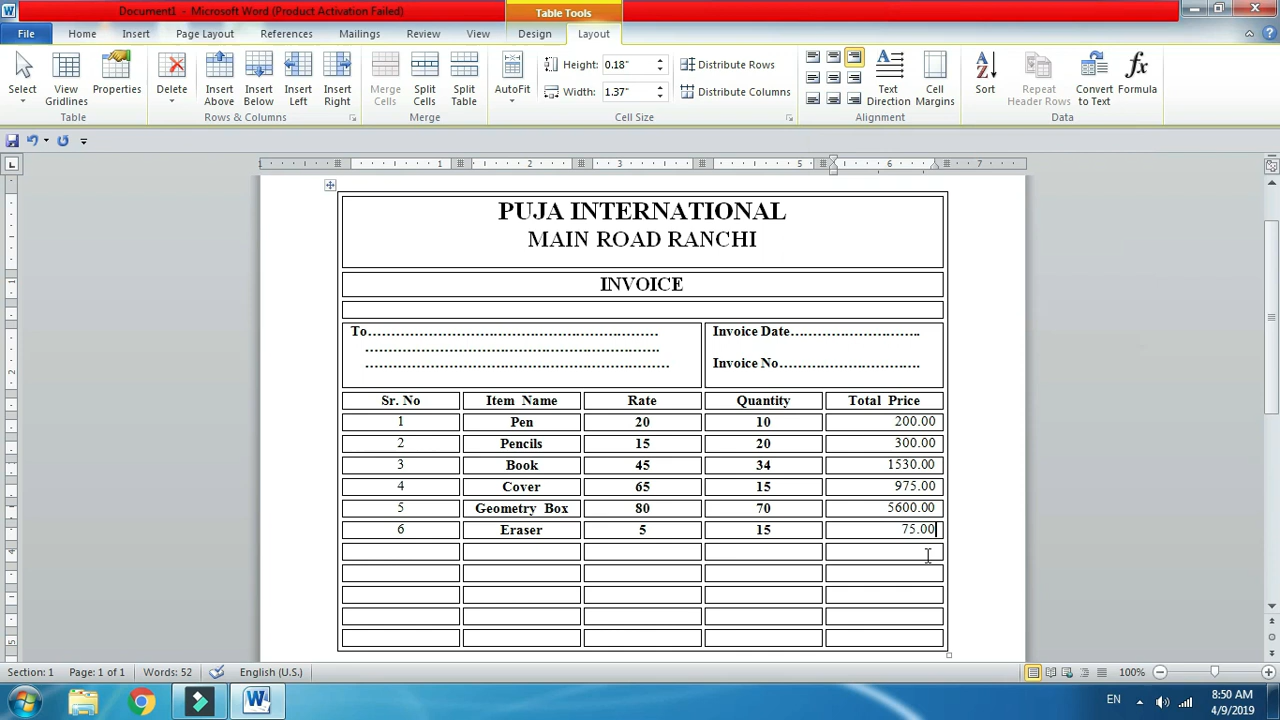 Document1 - Microsoft Word (Product Activation Failed)
Table Tools
File Home Insert Page Layout References Mailings Review View Design Layout
Select
View Gridlines
Properties
Delete
Insert Above
Insert Below
Insert Left
Insert Right
Merge Cells
Split Cells
Split Table
AutoFit
Height: 0.18"
Width: 1.37"
Distribute Rows
Distribute Columns
Text Direction
Cell Margins
Sort
Repeat Header Rows
Convert to Text
Formula
Table Rows & Columns Merge Cell Size Alignment Data
1 1 2 3 5 6 7
PUJA INTERNATIONAL
MAIN ROAD RANCHI
INVOICE
To……………………………………………………
…………………………………………………….
………………………………………………………
Invoice Date……………………..
Invoice No……………………….
Sr. No Item Name Rate Quantity Total Price
1 Pen 20 10 200.00
2 Pencils 15 20 300.00
3 Book 45 34 1530.00
4 Cover 65 15 975.00
5 Geometry Box 80 70 5600.00
6 Eraser 5 15 75.00
Section: 1 Page: 1 of 1 Words: 52 English (U.S.) 100%
EN 8:50 AM
4/9/2019